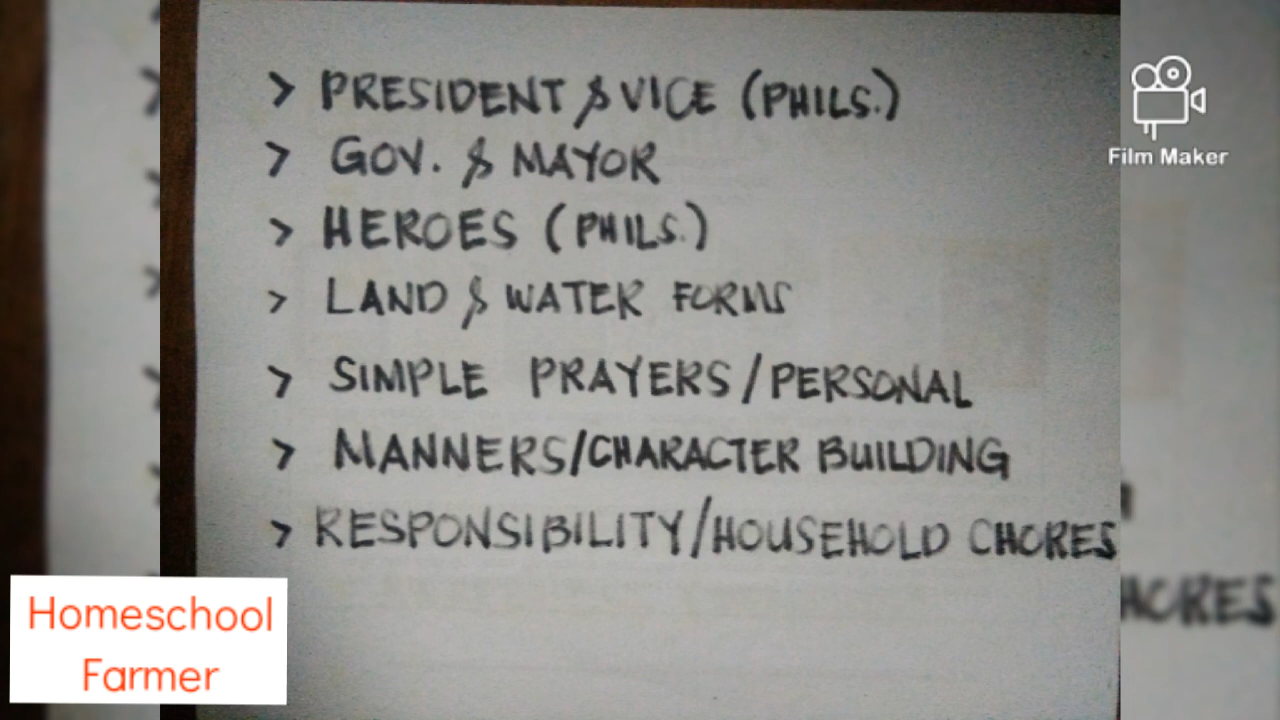 > PRESIDENT & VICE (PHILS.)
> GOV. & MAYOR
> HEROES (PHILS.)
> LAND & WATER FORMS
> SIMPLE PRAYERS/PERSONAL
> MANNERS/CHARACTER BUILDING
> RESPONSIBILITY/HOUSEHOLD CHORES
Film Maker
Homeschool
Farmer
HORES